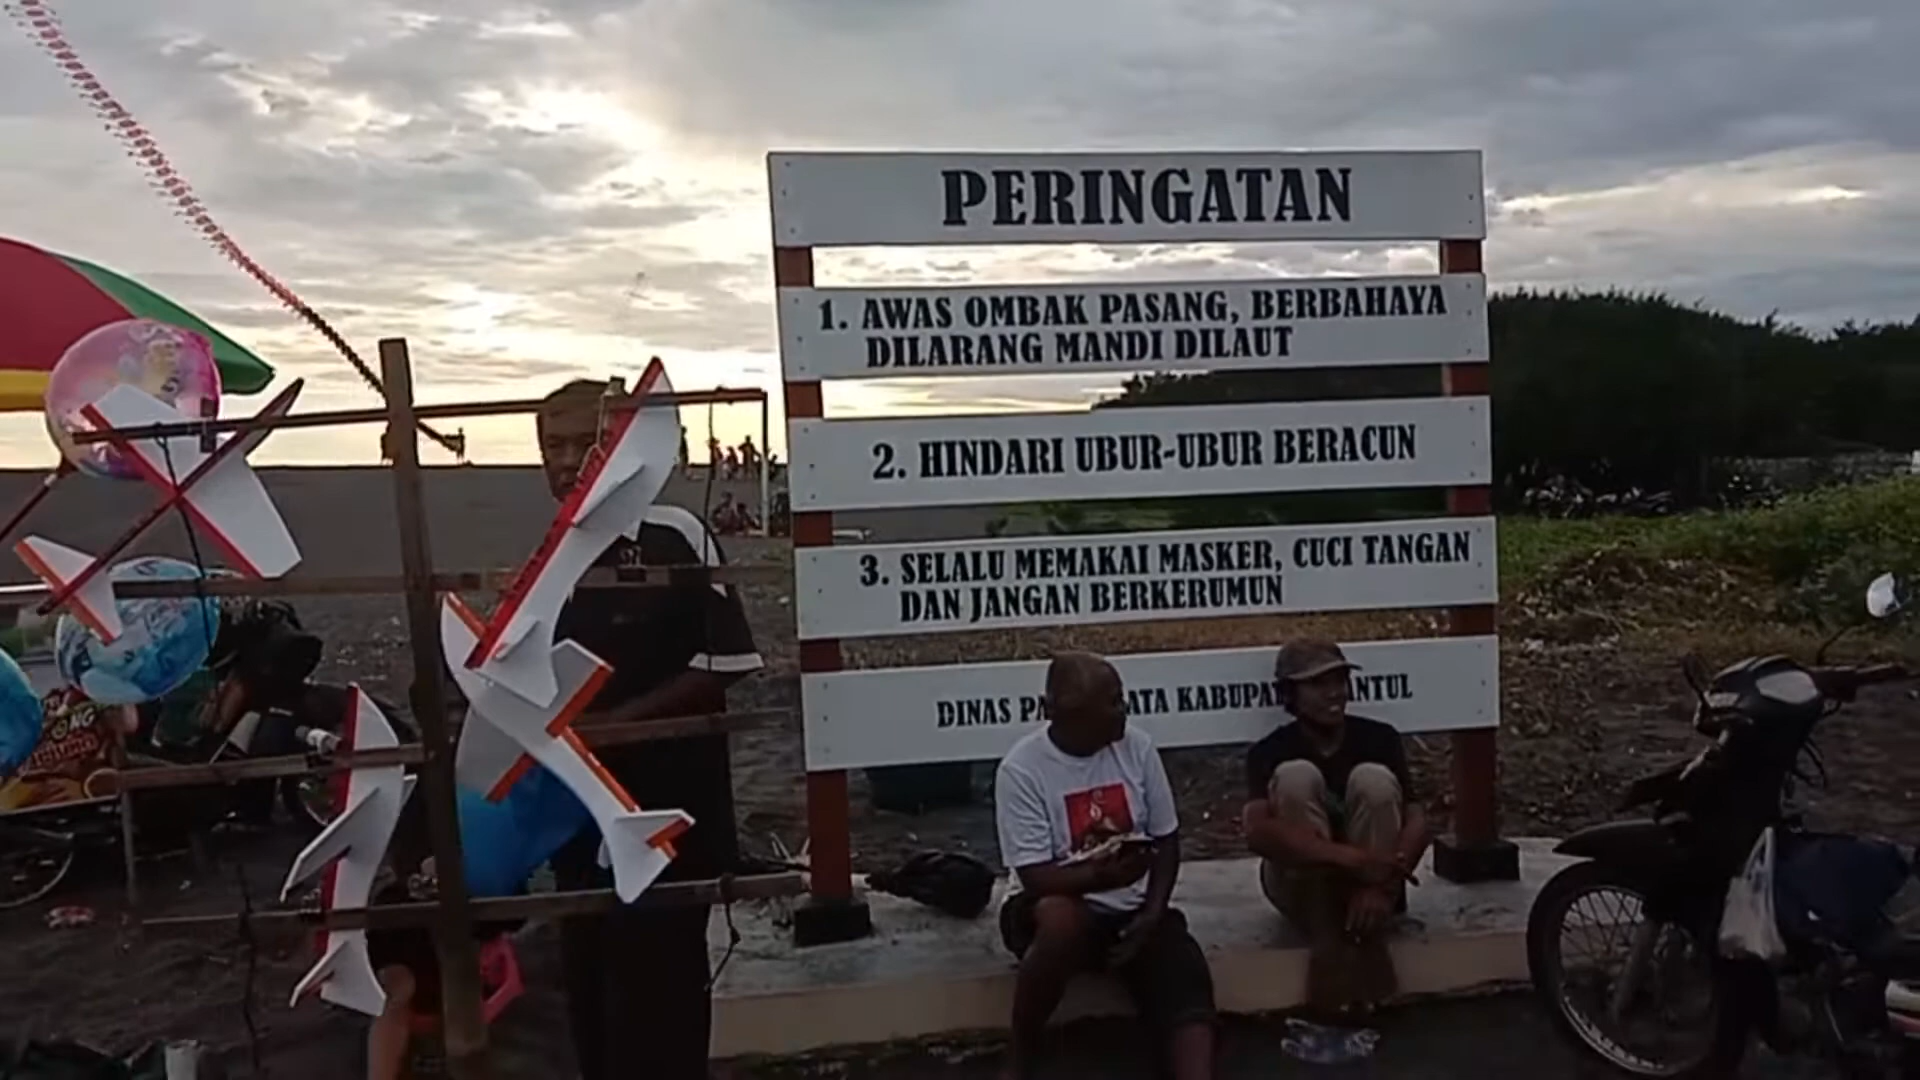 PERINGATAN
1. AWAS OMBAK PASANG, BERBAHAYA
DILARANG MANDI DILAUT
2. HINDARI UBUR-UBUR BERACUN
3. SELALU MEMAKAI MASKER, CUCI TANGAN
DAN JANGAN BERKERUMUN
DINAS